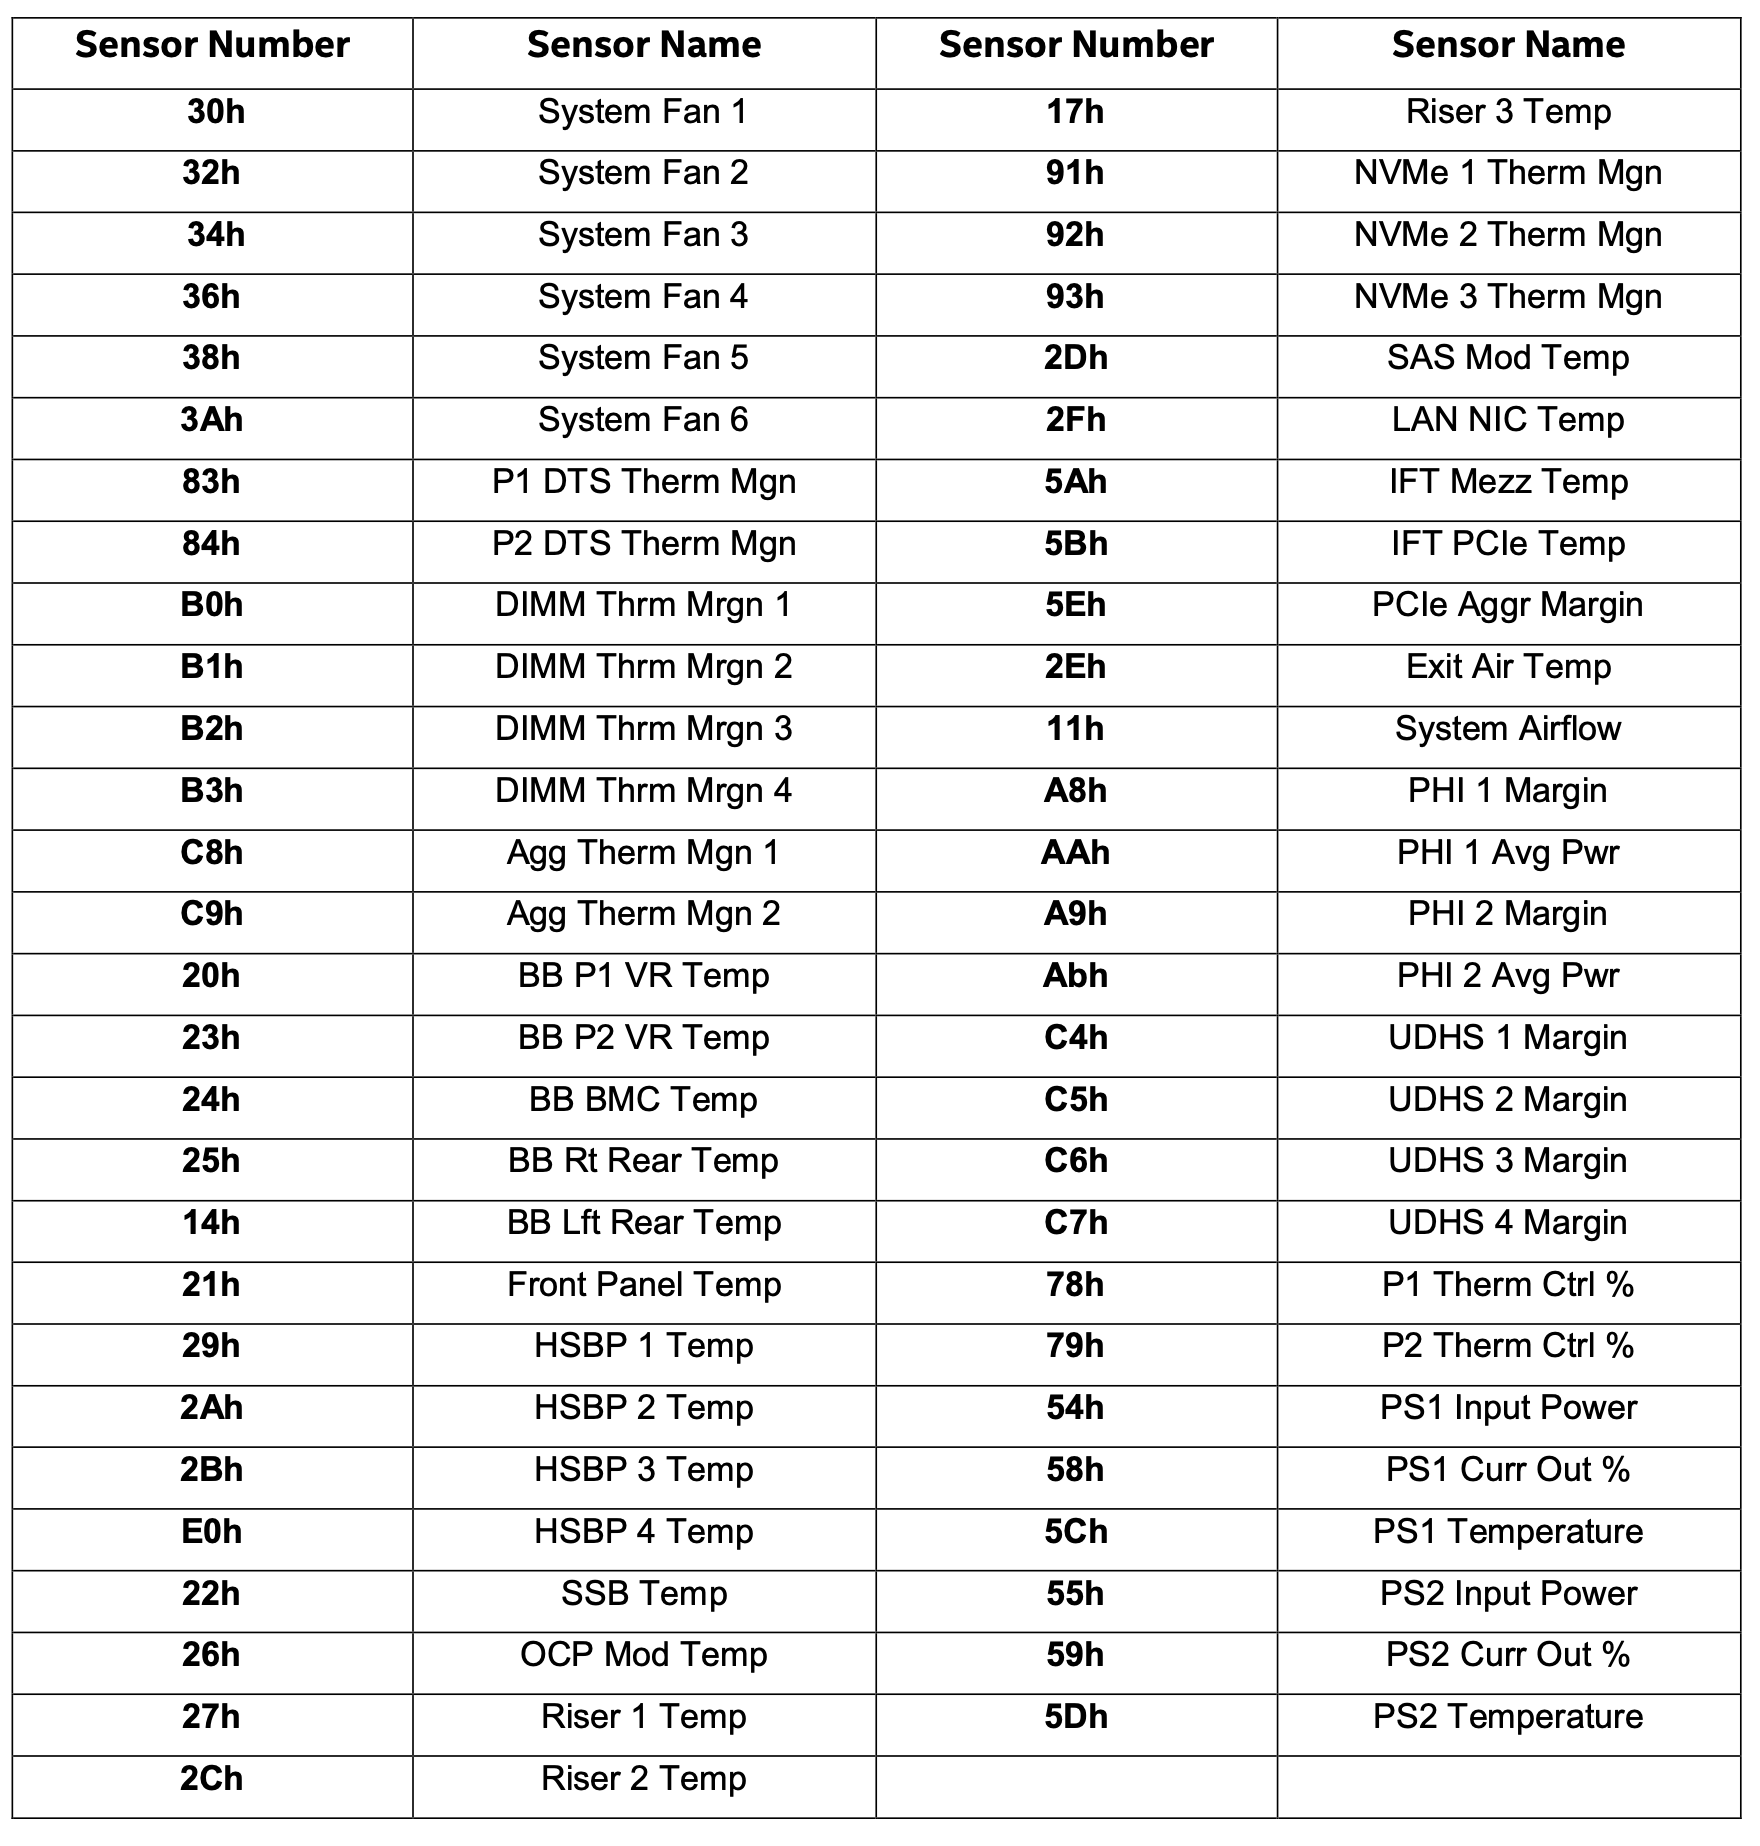 Sensor Number Sensor Name Sensor Number Sensor Name
30h System Fan 1 17h Riser 3 Temp
32h System Fan 2 91h NVMe 1 Therm Mgn
34h System Fan 3 92h NVMe 2 Therm Mgn
36h System Fan 4 93h NVMe 3 Therm Mgn
38h System Fan 5 2Dh SAS Mod Temp
3Ah System Fan 6 2Fh LAN NIC Temp
83h P1 DTS Therm Mgn 5Ah IFT Mezz Temp
84h P2 DTS Therm Mgn 5Bh IFT PCIe Temp
B0h DIMM Thrm Mrgn 1 5Eh PCIe Aggr Margin
B1h DIMM Thrm Mrgn 2 2Eh Exit Air Temp
B2h DIMM Thrm Mrgn 3 11h System Airflow
B3h DIMM Thrm Mrgn 4 A8h PHI 1 Margin
C8h Agg Therm Mgn 1 AAh PHI 1 Avg Pwr
C9h Agg Therm Mgn 2 A9h PHI 2 Margin
20h BB P1 VR Temp Abh PHI 2 Avg Pwr
23h BB P2 VR Temp C4h UDHS 1 Margin
24h BB BMC Temp C5h UDHS 2 Margin
25h BB Rt Rear Temp C6h UDHS 3 Margin
14h BB Lft Rear Temp C7h UDHS 4 Margin
21h Front Panel Temp 78h P1 Therm Ctrl %
29h HSBP 1 Temp 79h P2 Therm Ctrl %
2Ah HSBP 2 Temp 54h PS1 Input Power
2Bh HSBP 3 Temp 58h PS1 Curr Out %
E0h HSBP 4 Temp 5Ch PS1 Temperature
22h SSB Temp 55h PS2 Input Power
26h OCP Mod Temp 59h PS2 Curr Out %
27h Riser 1 Temp 5Dh PS2 Temperature
2Ch Riser 2 Temp